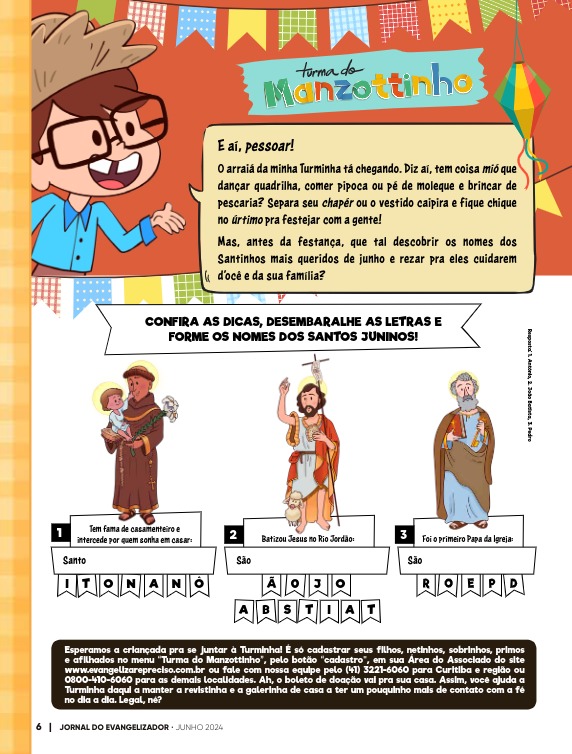 turma do
Manzottinho
E aí, pessoar!
O arraiá da minha Turminha tá chegando. Diz aí, tem coisa mió que
dançar quadrilha, comer pipoca ou pé de moleque e brincar de
pescaria? Separa seu chapér ou o vestido caipira e fique chique
no úrtimo pra festejar com a gente!
Mas, antes da festança, que tal descobrir os nomes dos
Santinhos mais queridos de junho e rezar pra eles cuidarem
d'ocê e da sua família?
CONFIRA AS DICAS, DESEMBARALHE AS LETRAS E
FORME OS NOMES DOS SANTOS JUNINOS!
Respostas: 1. Antonio, 2. João Batista, 3. Pedro
1
Tem fama de casamenteiro e
intercede por quem sonha em casar:
Santo
I T O N A N Ô
2
Batizou Jesus no Rio Jordão:
São
Ã O J O
A B S T I A T
3
Foi o primeiro Papa da Igreja:
São
R O E P D
Esperamos a criançada pra se juntar à Turminha! É só cadastrar seus filhos, netinhos, sobrinhos, primos
e afilhados no menu "Turma do Manzottinho", pelo botão "cadastro", em sua Área do Associado do site
www.evangelizarepreciso.com.br ou fale com nossa equipe pelo (41) 3221-6060 para Curitiba e região ou
0800-410-6060 para as demais localidades. Ah, o boleto de doação vai pra sua casa. Assim, você ajuda a
Turminha daqui a manter a revistinha e a galerinha de casa a ter um pouquinho mais de contato com a fé
no dia a dia. Legal, né?
6 | JORNAL DO EVANGELIZADOR • JUNHO 2024